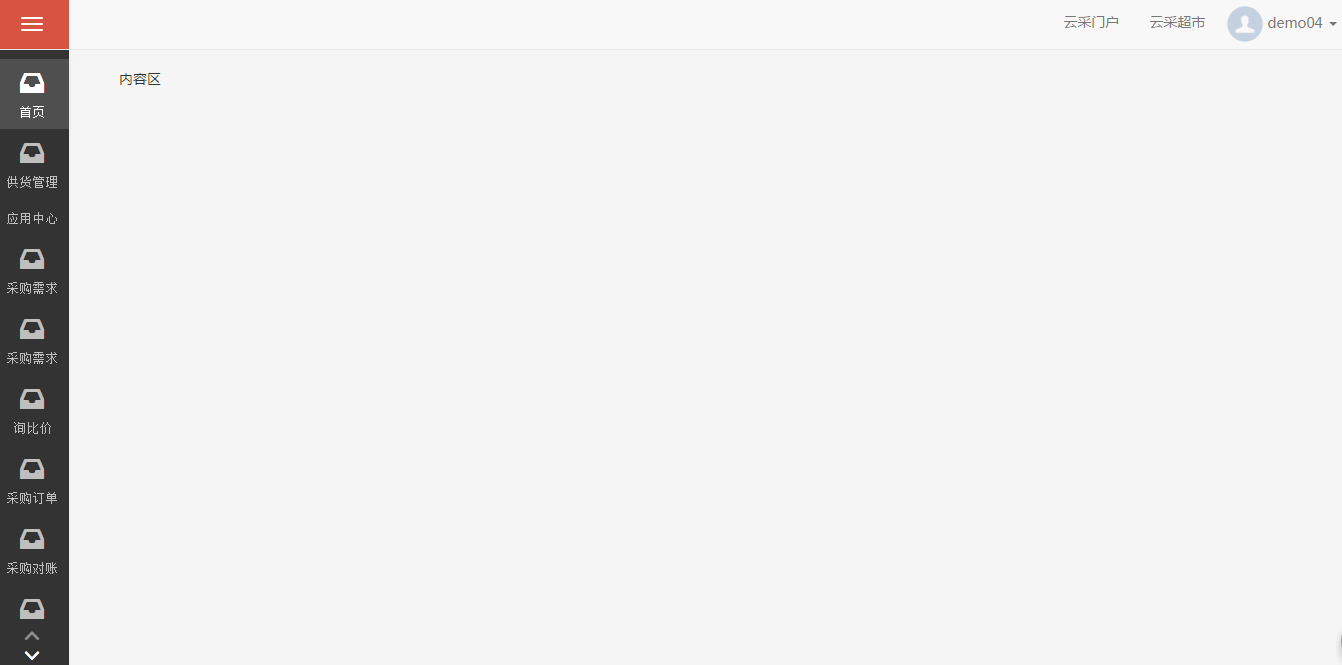 云采门户 云采超市 demo04
内容区
首页
供货管理
应用中心
采购需求
采购需求
询比价
采购订单
采购对账